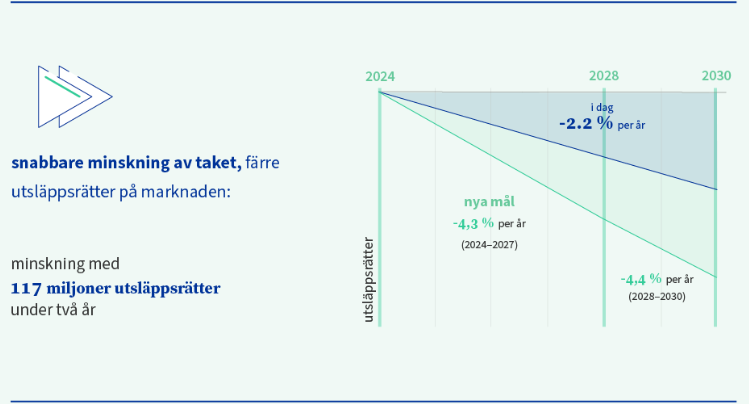 snabbare minskning av taket, färre
utsläppsrätter på marknaden:
minskning med
117 miljoner utsläppsrätter
under två år
2024
2028
2030
i dag
-2.2 % per år
nya mål
-4,3 % per år
(2024–2027)
-4,4 % per år
(2028–2030)
utsläppsrätter